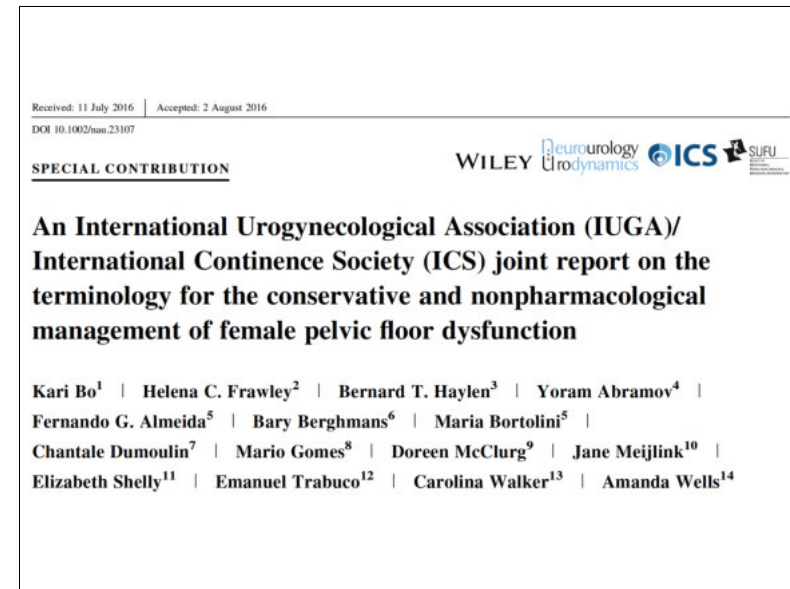 Received: 11 July 2016 | Accepted: 2 August 2016
DOI 10.1002/nau.23107
SPECIAL CONTRIBUTION
WILEY Neurourology Urodynamics ICS SUFU
An International Urogynecological Association (IUGA)/
International Continence Society (ICS) joint report on the
terminology for the conservative and nonpharmacological
management of female pelvic floor dysfunction
Kari Bo1 | Helena C. Frawley2 | Bernard T. Haylen3 | Yoram Abramov4 |
Fernando G. Almeida5 | Bary Berghmans6 | Maria Bortolini5 |
Chantale Dumoulin7 | Mario Gomes8 | Doreen McClurg9 | Jane Meijlink10 |
Elizabeth Shelly11 | Emanuel Trabuco12 | Carolina Walker13 | Amanda Wells14